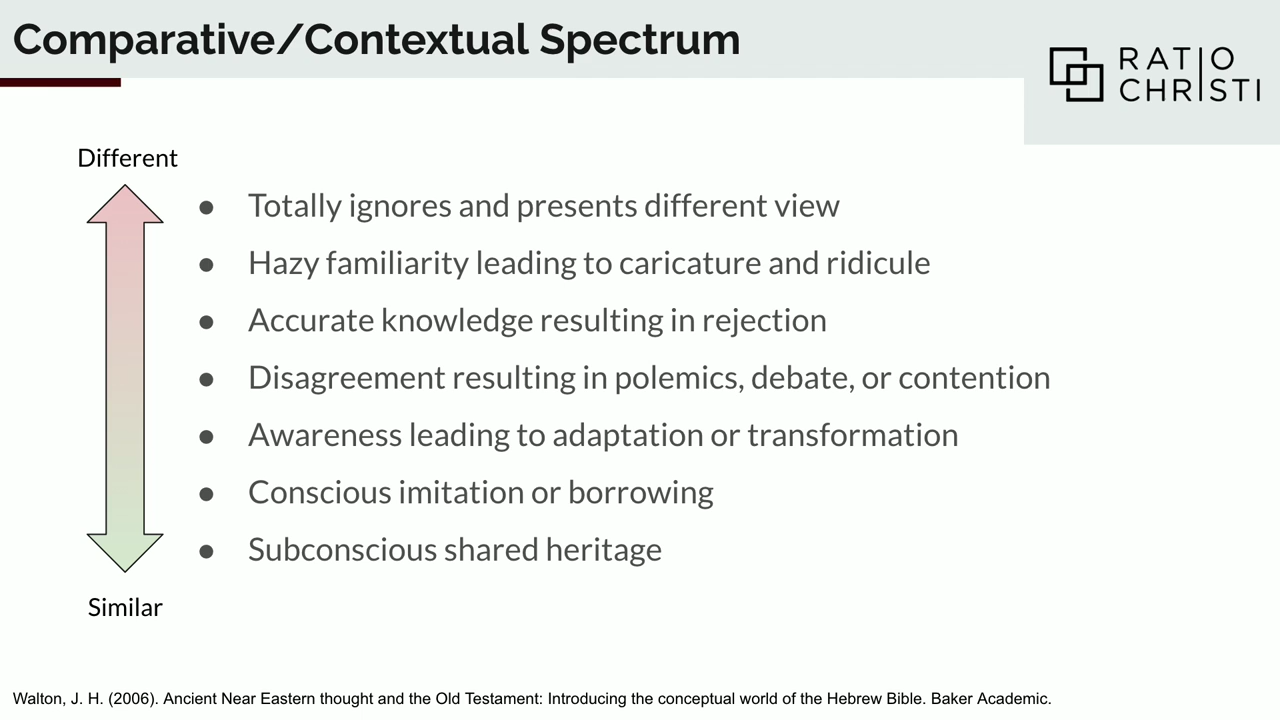 Comparative/Contextual Spectrum
RATIO
CHRISTI
Different
● Totally ignores and presents different view
● Hazy familiarity leading to caricature and ridicule
● Accurate knowledge resulting in rejection
● Disagreement resulting in polemics, debate, or contention
● Awareness leading to adaptation or transformation
● Conscious imitation or borrowing
● Subconscious shared heritage
Similar
Walton, J. H. (2006). Ancient Near Eastern thought and the Old Testament: Introducing the conceptual world of the Hebrew Bible. Baker Academic.